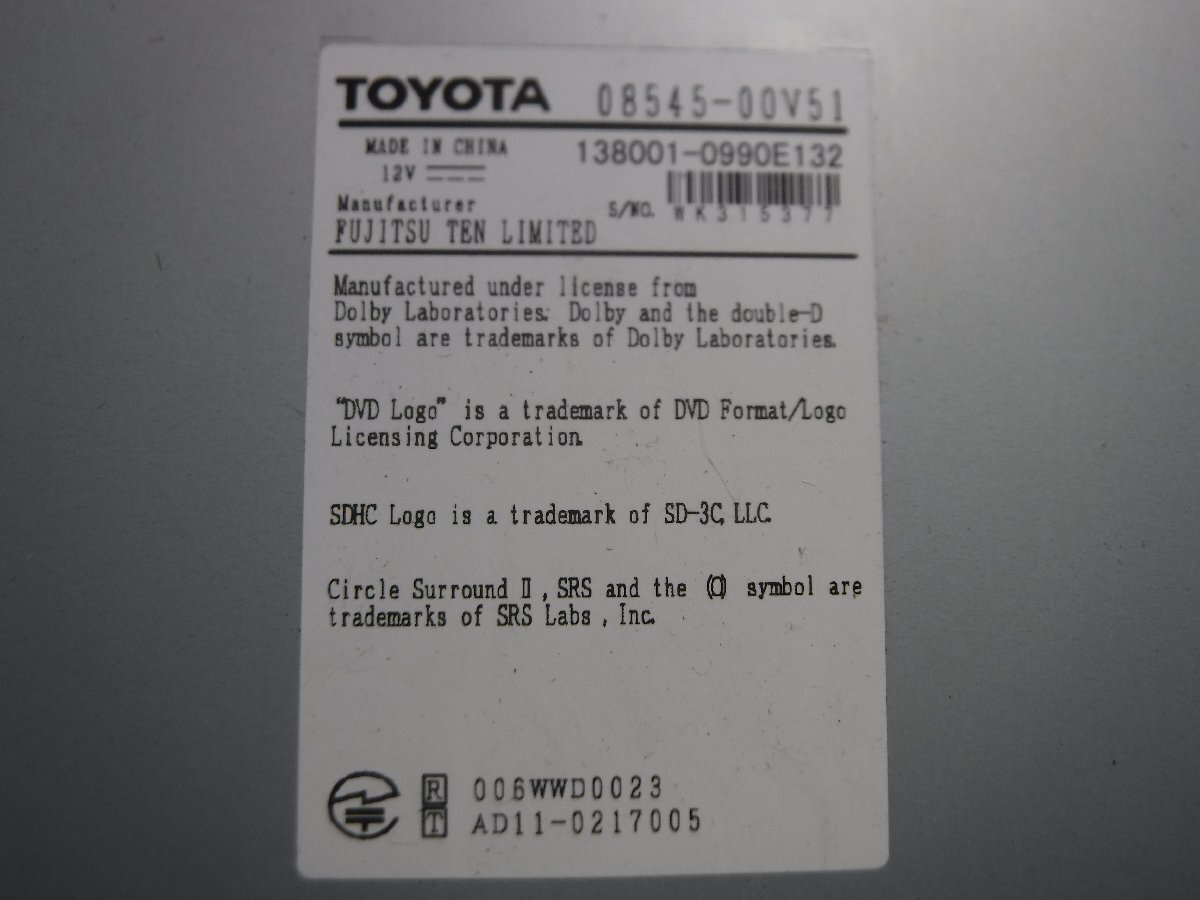 TOYOTA 08545-00V51
MADE IN CHINA 138001-0990E132
12V
Manufacturer S/NO. WK315377
FUJITSU TEN LIMITED
Manufactured under license from
Dolby Laboratories. Dolby and the double-D
symbol are trademarks of Dolby Laboratories.
"DVD Logo" is a trademark of DVD Format/Logo
Licensing Corporation.
SDHC Logo is a trademark of SD-3C, LLC.
Circle Surround Ⅱ, SRS and the (O) symbol are
trademarks of SRS Labs, Inc.
R 006WWD0023
T AD11-0217005